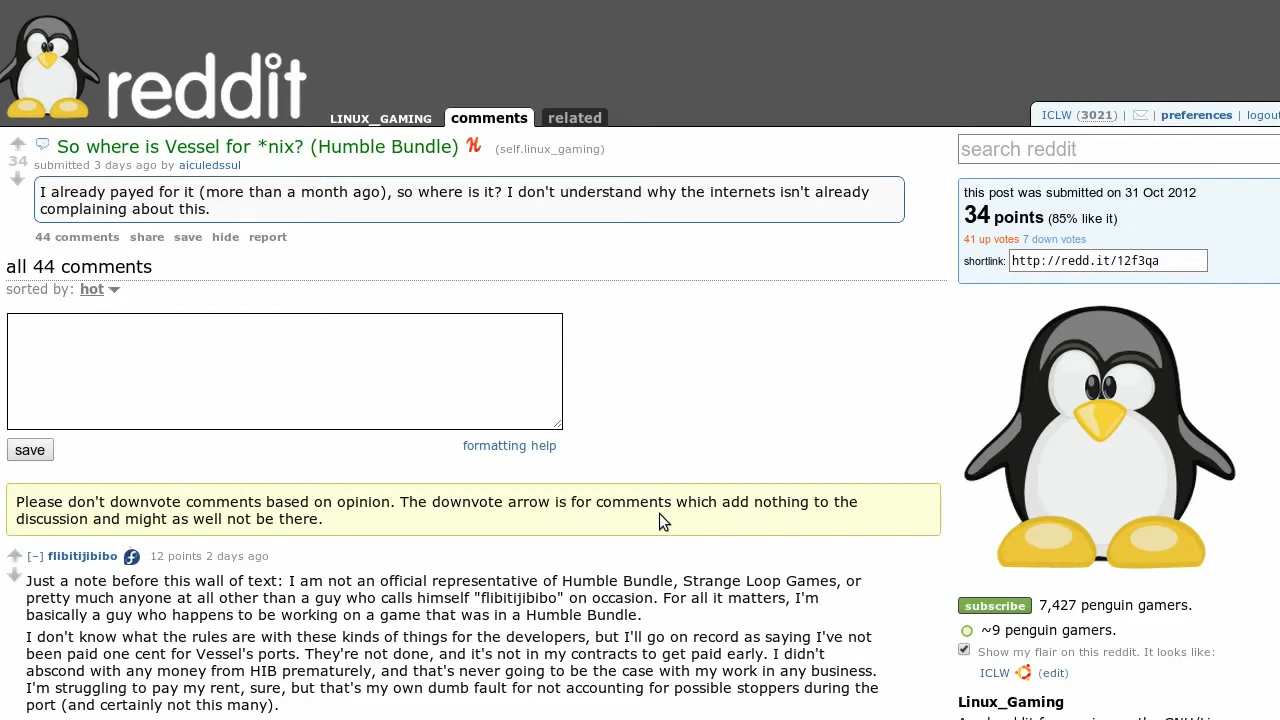 reddit
LINUX_GAMING comments related
ICLW (3021) | | preferences | logout
So where is Vessel for *nix? (Humble Bundle) (self.linux_gaming)
34
submitted 3 days ago by aiculedssul
I already payed for it (more than a month ago), so where is it? I don't understand why the internets isn't already
complaining about this.
44 comments share save hide report
all 44 comments
sorted by: hot
save
formatting help
Please don't downvote comments based on opinion. The downvote arrow is for comments which add nothing to the
discussion and might as well not be there.
[–] flibitijibibo 12 points 2 days ago
Just a note before this wall of text: I am not an official representative of Humble Bundle, Strange Loop Games, or
pretty much anyone at all other than a guy who calls himself "flibitijibibo" on occasion. For all it matters, I'm
basically a guy who happens to be working on a game that was in a Humble Bundle.
I don't know what the rules are with these kinds of things for the developers, but I'll go on record as saying I've not
been paid one cent for Vessel's ports. They're not done, and it's not in my contracts to get paid early. I didn't
abscond with any money from HIB prematurely, and that's never going to be the case with my work in any business.
I'm struggling to pay my rent, sure, but that's my own dumb fault for not accounting for possible stoppers during the
port (and certainly not this many).
search reddit
this post was submitted on 31 Oct 2012
34 points (85% like it)
41 up votes 7 down votes
shortlink: http://redd.it/12f3qa
subscribe 7,427 penguin gamers.
~9 penguin gamers.
Show my flair on this reddit. It looks like:
ICLW (edit)
Linux_Gaming